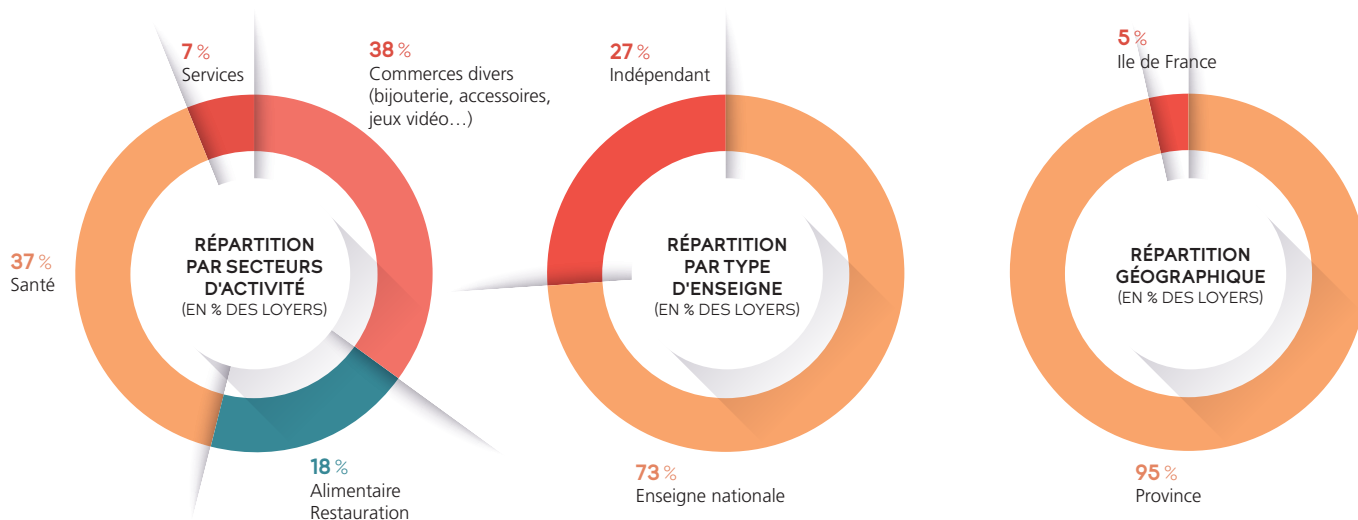 7 %
Services
38 %
Commerces divers
(bijouterie, accessoires,
jeux vidéo…)
37 %
Santé
RÉPARTITION
PAR SECTEURS
D'ACTIVITÉ
(EN % DES LOYERS)
18 %
Alimentaire
Restauration
27 %
Indépendant
RÉPARTITION
PAR TYPE
D'ENSEIGNE
(EN % DES LOYERS)
73 %
Enseigne nationale
5 %
Ile de France
RÉPARTITION
GÉOGRAPHIQUE
(EN % DES LOYERS)
95 %
Province